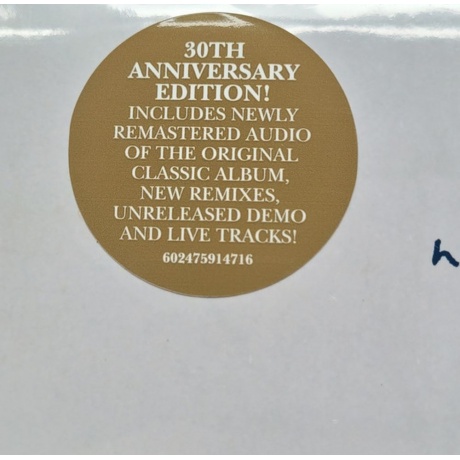 30TH
ANNIVERSARY
EDITION!
INCLUDES NEWLY
REMASTERED AUDIO
OF THE ORIGINAL
CLASSIC ALBUM,
NEW REMIXES,
UNRELEASED DEMO
AND LIVE TRACKS!
602475914716